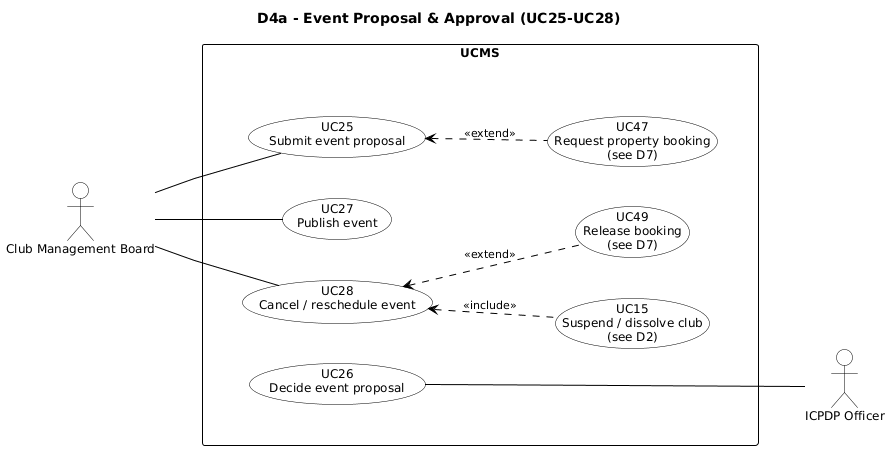 D4a - Event Proposal & Approval (UC25-UC28)
UCMS
UC25
Submit event proposal
«extend»
UC47
Request property booking
(see D7)
UC27
Publish event
UC49
Release booking
(see D7)
«extend»
Club Management Board
UC28
Cancel / reschedule event
«include»
UC15
Suspend / dissolve club
(see D2)
UC26
Decide event proposal
ICPDP Officer